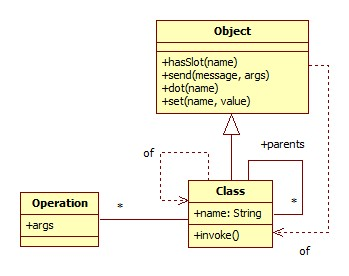 Object
+hasSlot(name)
+send(message, args)
+dot(name)
+set(name, value)
+parents
of
Operation
+args
*
Class
+name: String
+invoke()
*
of